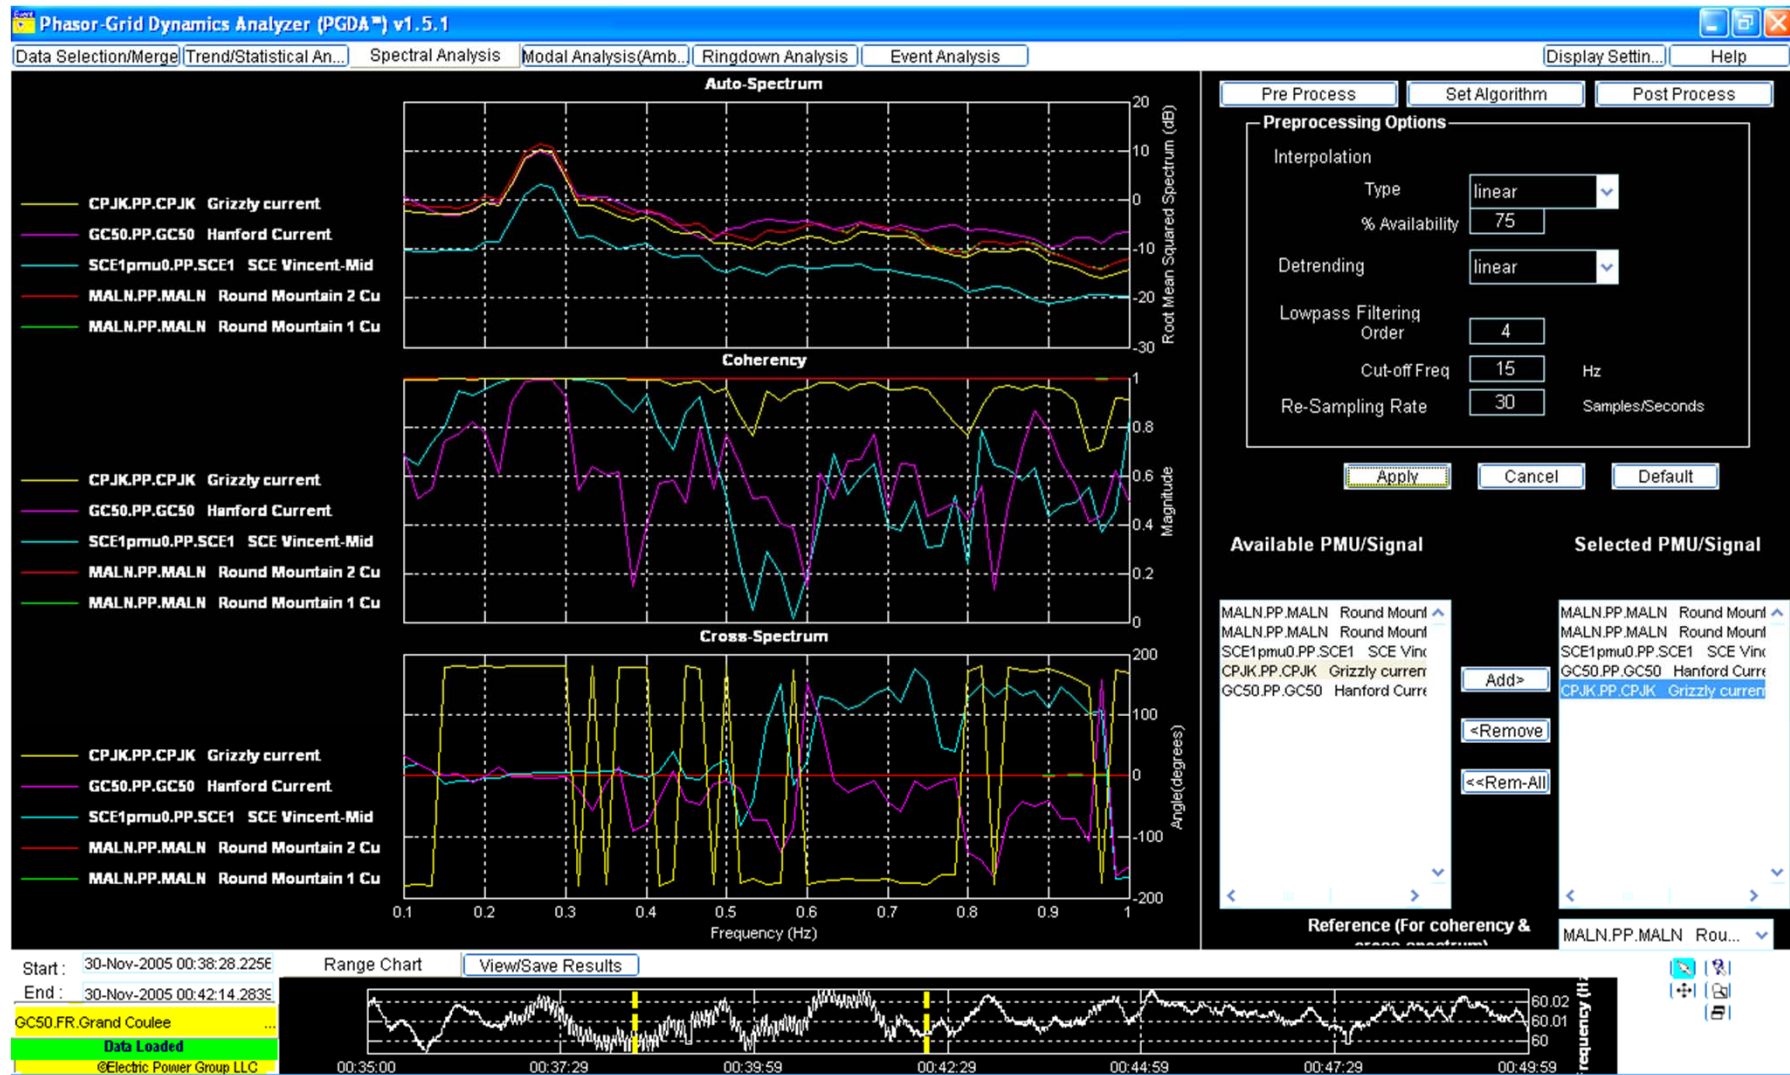 Event
Phasor-Grid Dynamics Analyzer (PGDA™) v1.5.1
Data Selection/Merge Trend/Statistical An... Spectral Analysis Modal Analysis(Amb... Ringdown Analysis Event Analysis Display Settin... Help
Auto-Spectrum
20
10
0
-10
-20
-30
Root Mean Squared Spectrum (dB)
CPJK.PP.CPJK Grizzly current
GC50.PP.GC50 Hanford Current
SCE1pmu0.PP.SCE1 SCE Vincent-Mid
MALN.PP.MALN Round Mountain 2 Cu
MALN.PP.MALN Round Mountain 1 Cu
Coherency
1
0.8
0.6
0.4
0.2
0
Magnitude
CPJK.PP.CPJK Grizzly current
GC50.PP.GC50 Hanford Current
SCE1pmu0.PP.SCE1 SCE Vincent-Mid
MALN.PP.MALN Round Mountain 2 Cu
MALN.PP.MALN Round Mountain 1 Cu
Cross-Spectrum
200
100
0
-100
-200
Angle(degrees)
CPJK.PP.CPJK Grizzly current
GC50.PP.GC50 Hanford Current
SCE1pmu0.PP.SCE1 SCE Vincent-Mid
MALN.PP.MALN Round Mountain 2 Cu
MALN.PP.MALN Round Mountain 1 Cu
0.1 0.2 0.3 0.4 0.5 0.6 0.7 0.8 0.9 1
Frequency (Hz)
Pre Process Set Algorithm Post Process
Preprocessing Options
Interpolation
Type linear
% Availability 75
Detrending linear
Lowpass Filtering
Order 4
Cut-off Freq 15 Hz
Re-Sampling Rate 30 Samples/Seconds
Apply Cancel Default
Available PMU/Signal
MALN.PP.MALN Round Mount
MALN.PP.MALN Round Mount
SCE1pmu0.PP.SCE1 SCE Vinc
CPJK.PP.CPJK Grizzly curren
GC50.PP.GC50 Hanford Curre
Add>
<Remove
<<Rem-All
Selected PMU/Signal
MALN.PP.MALN Round Mount
MALN.PP.MALN Round Mount
SCE1pmu0.PP.SCE1 SCE Vinc
GC50.PP.GC50 Hanford Curre
CPJK.PP.CPJK Grizzly curren
Reference (For coherency &
cross-spectrum)
MALN.PP.MALN Rou...
Start : 30-Nov-2005 00:38:28.2256
End : 30-Nov-2005 00:42:14.2839
GC50.FR.Grand Coulee ...
Data Loaded
©Electric Power Group LLC
Range Chart View/Save Results
60.02
60.01
60
requency (H
00:35:00 00:37:29 00:39:59 00:42:29 00:44:59 00:47:29 00:49:59